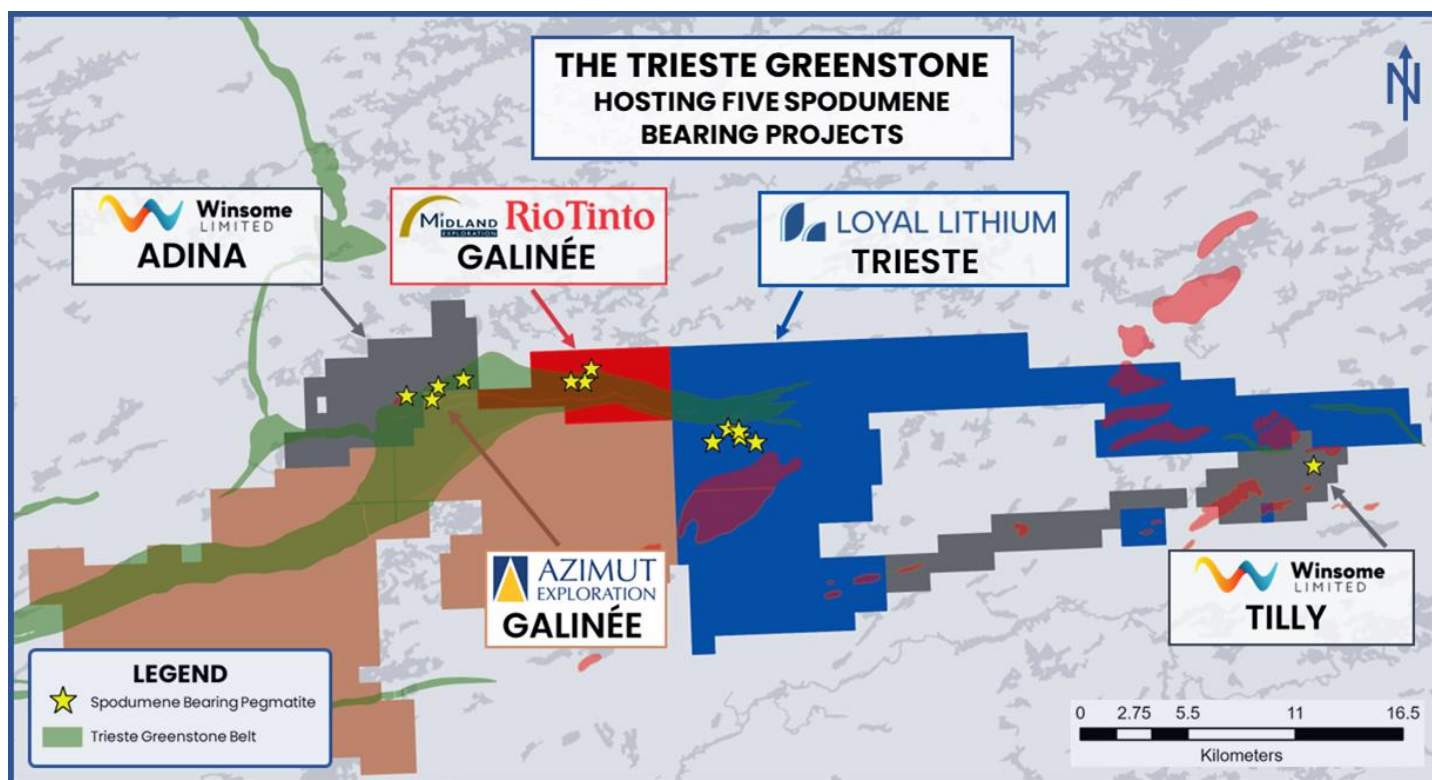 THE TRIESTE GREENSTONE
HOSTING FIVE SPODUMENE
BEARING PROJECTS
N
Winsome
LIMITED
ADINA
MIDLAND
EXPLORATION
RioTinto
GALINÉE
LOYAL LITHIUM
TRIESTE
AZIMUT
EXPLORATION
GALINÉE
Winsome
LIMITED
TILLY
LEGEND
Spodumene Bearing Pegmatite
Trieste Greenstone Belt
0 2.75 5.5 11 16.5
Kilometers